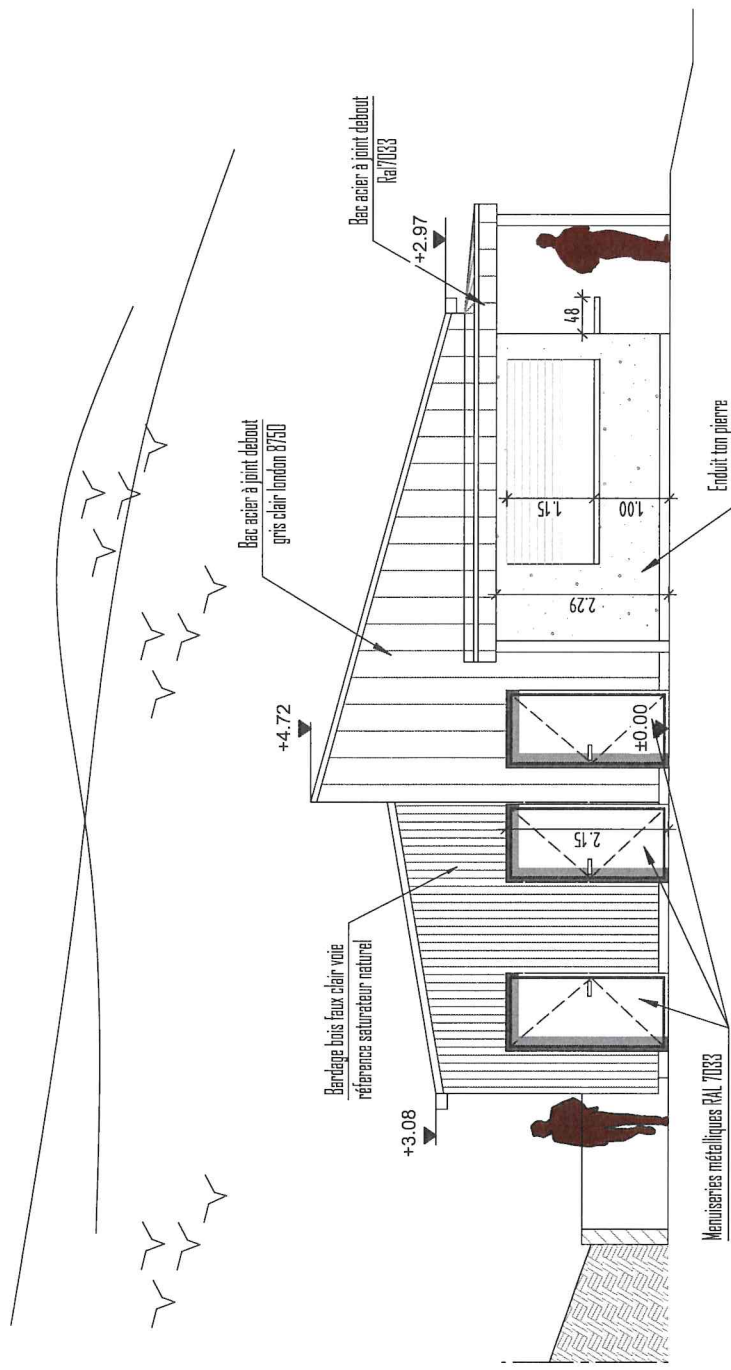 Bac acier à joint debout
Ral7033
+2.97
Bac acier à joint debout
gris clair london 8750
+4.72
Bardage bois faux clair voie
réference saturateur naturel
+3.08
48
1.15
1.00
2.29
2.15
±0.00
Menuiseries métalliques RAL 7033
Enduit ton pierre